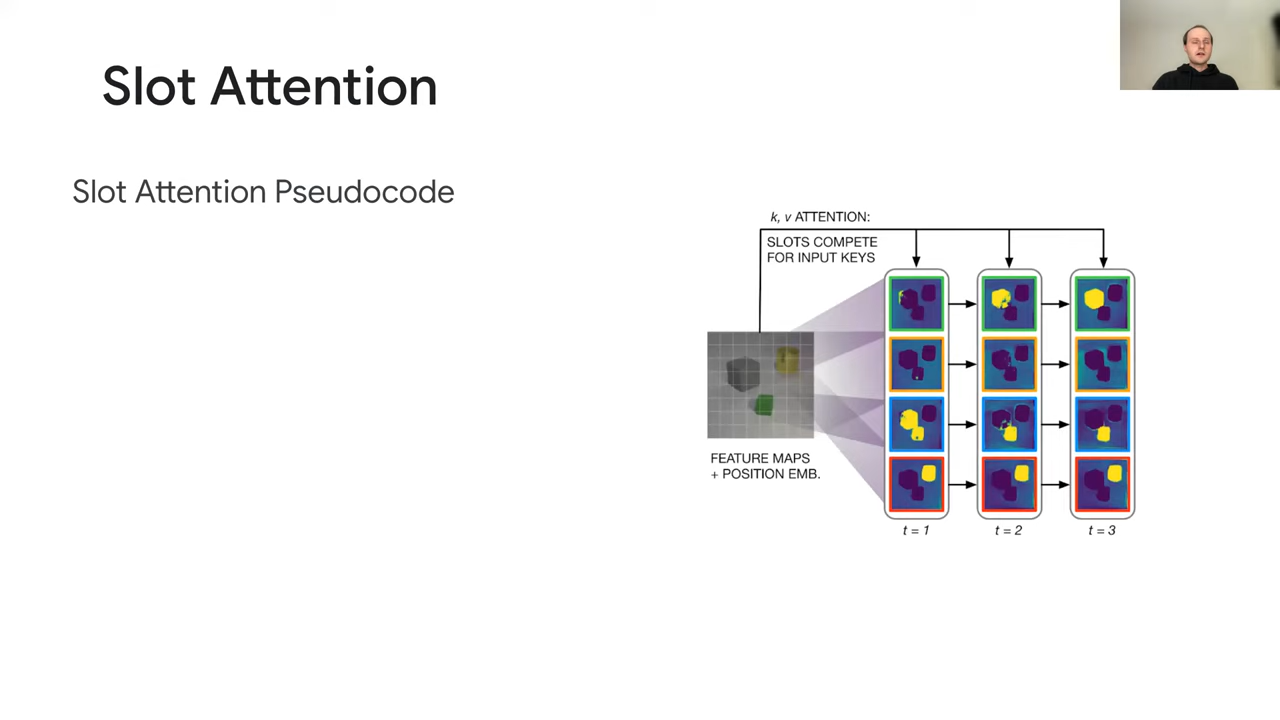 Slot Attention
Slot Attention Pseudocode
k, v ATTENTION:
SLOTS COMPETE
FOR INPUT KEYS
FEATURE MAPS
+ POSITION EMB.
t = 1
t = 2
t = 3